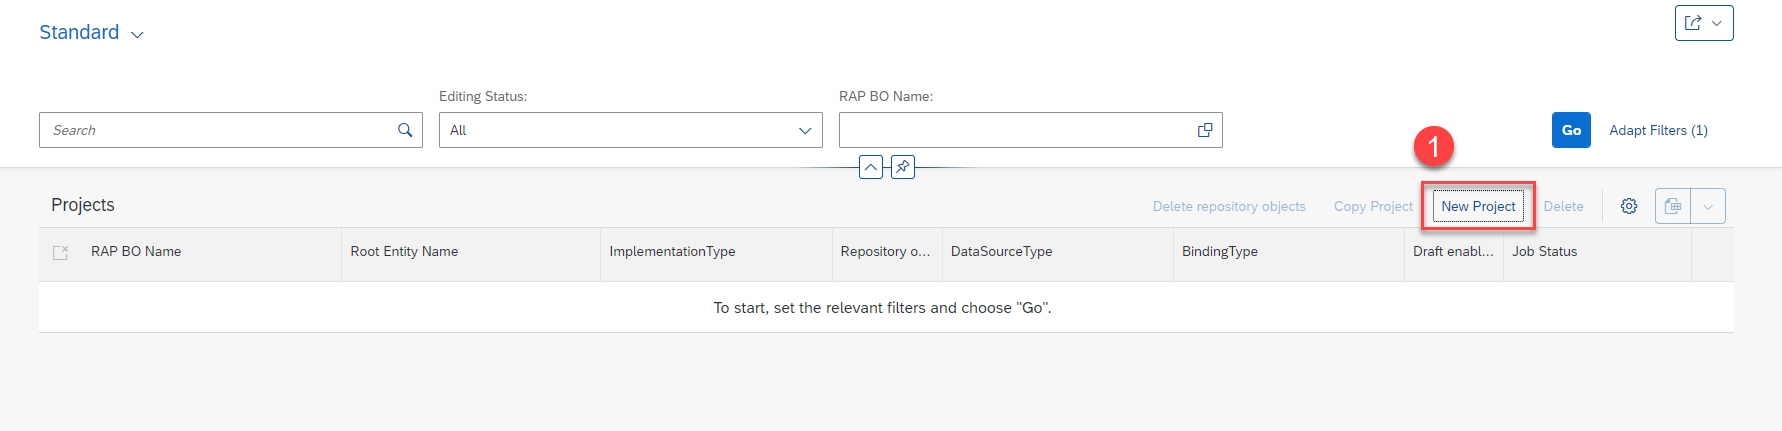 Standard
Editing Status:
RAP BO Name:
Search
All
Go
Adapt Filters (1)
1
Projects
Delete repository objects
Copy Project
New Project
Delete
RAP BO Name
Root Entity Name
ImplementationType
Repository o...
DataSourceType
BindingType
Draft enabl...
Job Status
To start, set the relevant filters and choose "Go".